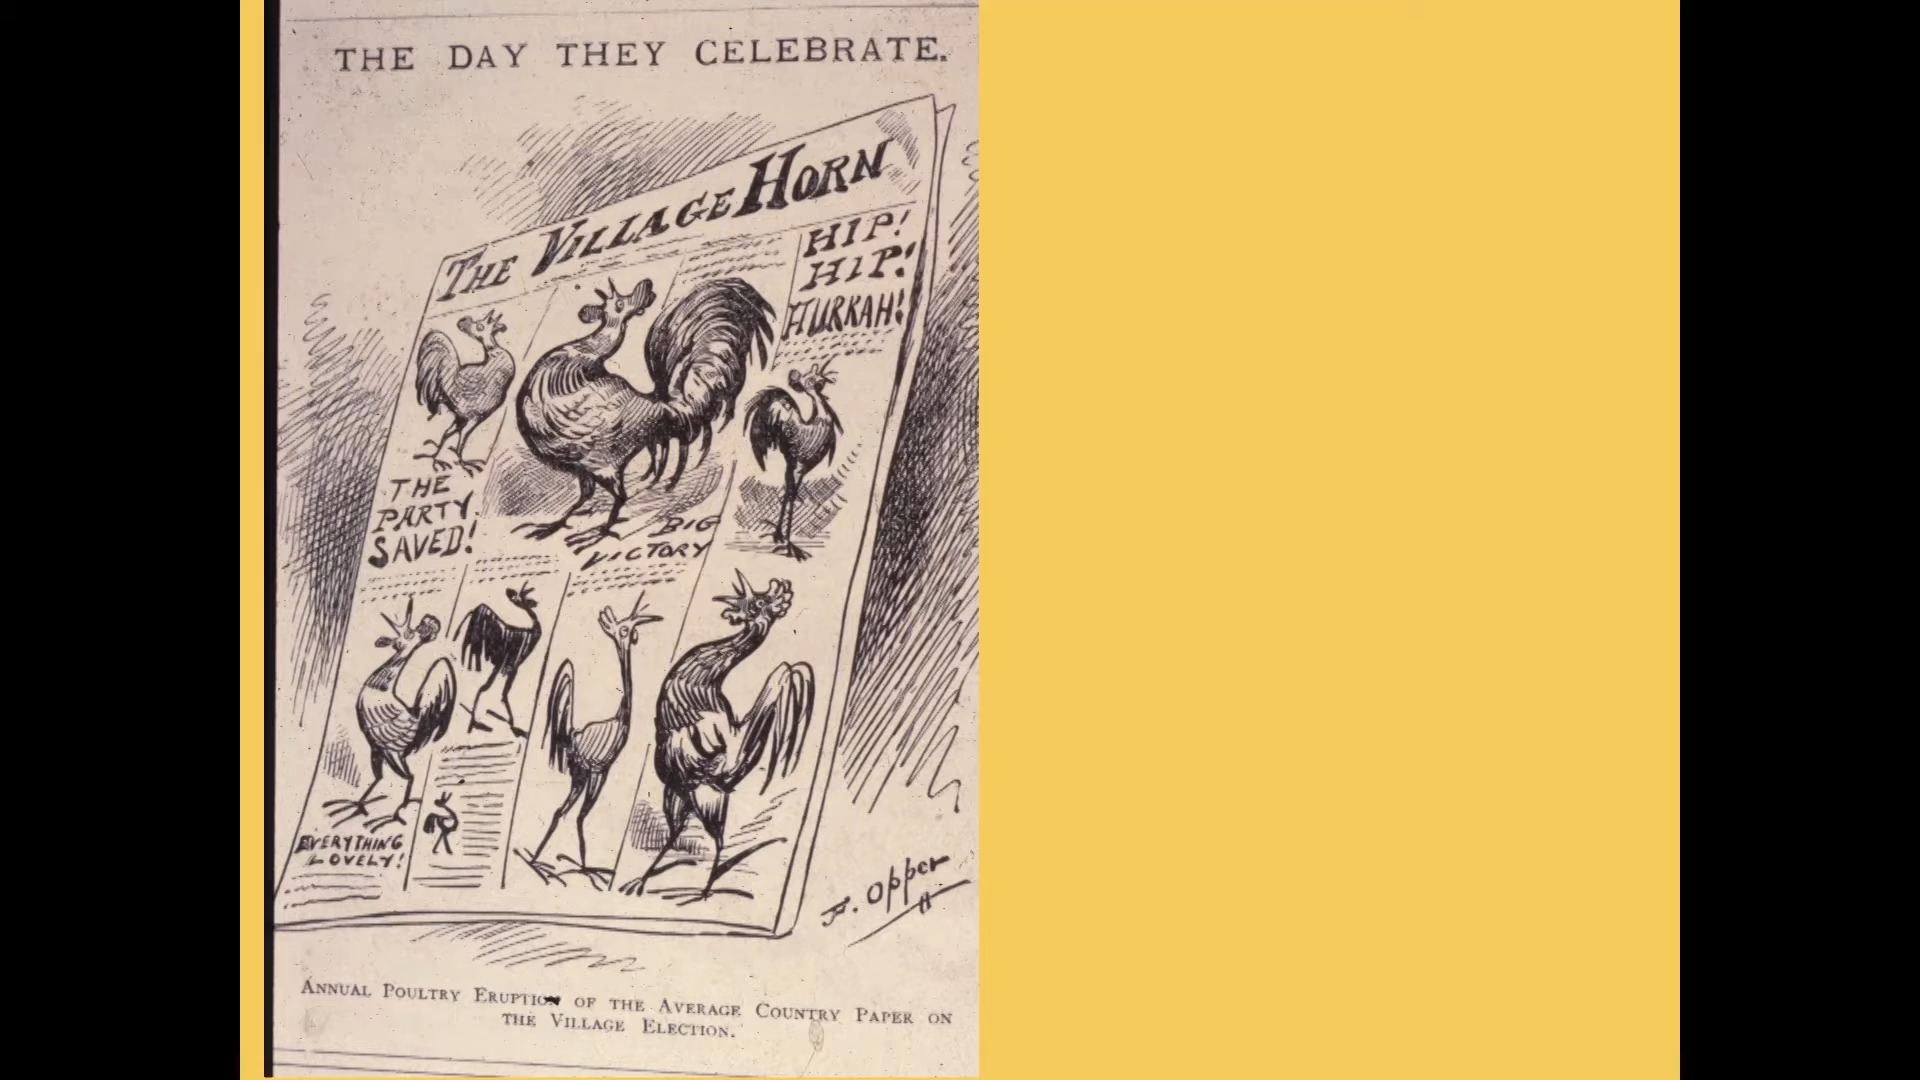 THE DAY THEY CELEBRATE.
THE VILLAGE HORN
HIP!
HIP!
HURRAH!
THE
PARTY
SAVED!
BIG
VICTORY
EVERYTHING
LOVELY!
F. Opper
ANNUAL POULTRY ERUPTION OF THE AVERAGE COUNTRY PAPER ON
THE VILLAGE ELECTION.